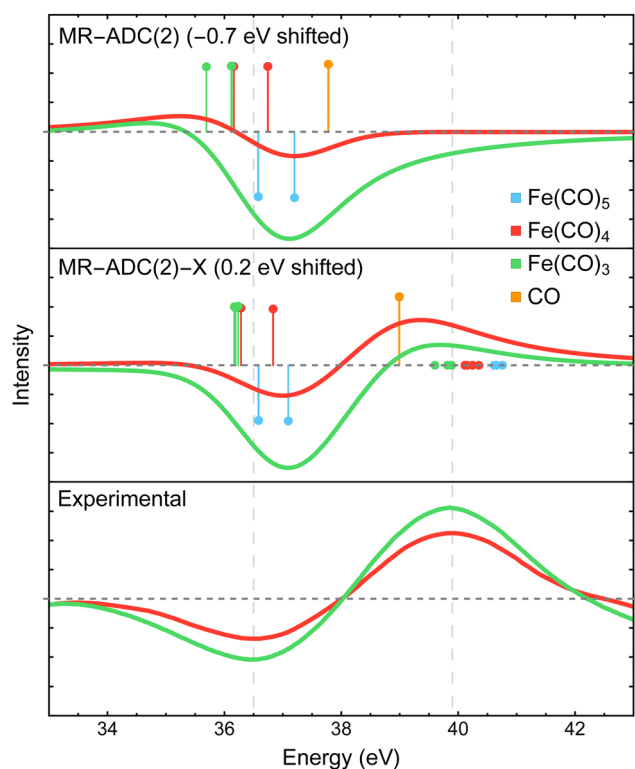 MR−ADC(2) (−0.7 eV shifted)
Fe(CO)₅
Fe(CO)₄
Fe(CO)₃
CO
MR−ADC(2)−X (0.2 eV shifted)
Intensity
Experimental
34 36 38 40 42
Energy (eV)